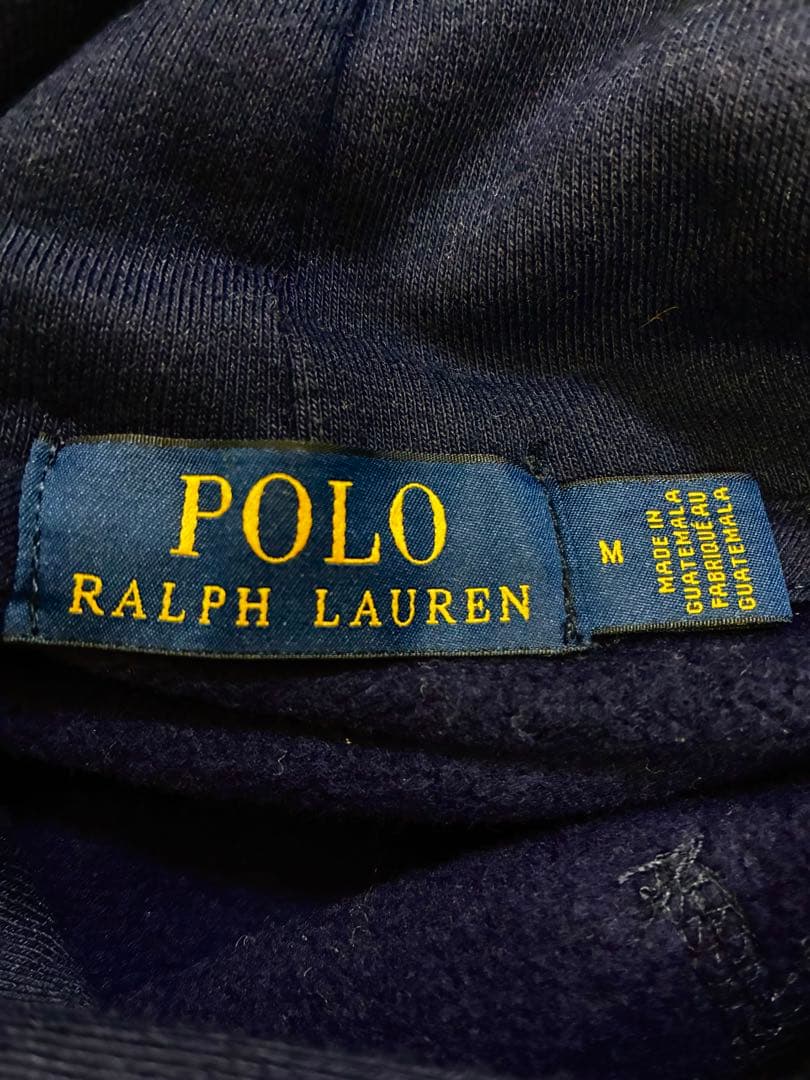 POLO
RALPH LAUREN
M
MADE IN
GUATEMALA
FABRIQUÉ AU
GUATEMALA